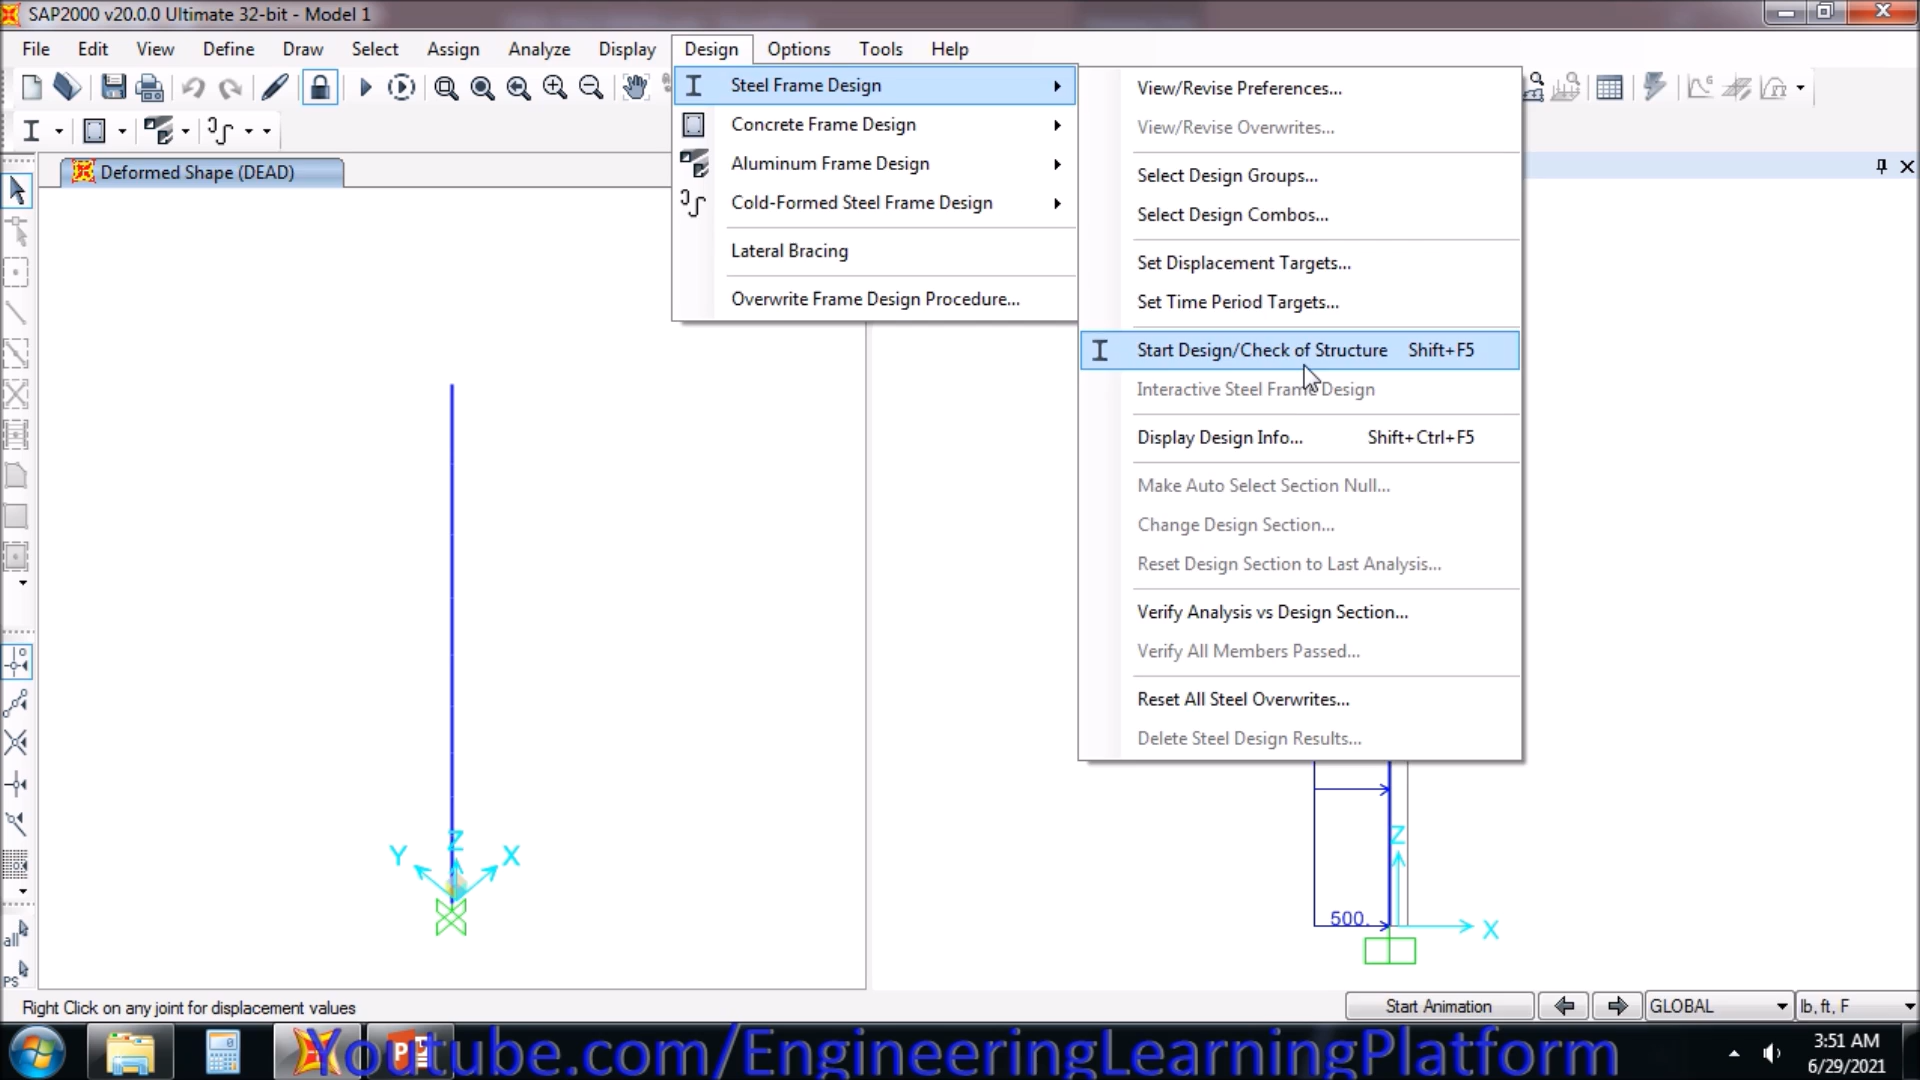 SAP2000 v20.0.0 Ultimate 32-bit - Model 1
File Edit View Define Draw Select Assign Analyze Display Design Options Tools Help
Deformed Shape (DEAD)
Steel Frame Design
Concrete Frame Design
Aluminum Frame Design
Cold-Formed Steel Frame Design
Lateral Bracing
Overwrite Frame Design Procedure...
View/Revise Preferences...
View/Revise Overwrites...
Select Design Groups...
Select Design Combos...
Set Displacement Targets...
Set Time Period Targets...
Start Design/Check of Structure Shift+F5
Interactive Steel Frame Design
Display Design Info... Shift+Ctrl+F5
Make Auto Select Section Null...
Change Design Section...
Reset Design Section to Last Analysis...
Verify Analysis vs Design Section...
Verify All Members Passed...
Reset All Steel Overwrites...
Delete Steel Design Results...
Y Z X
Z
500.
X
all
PS
Right Click on any joint for displacement values
Start Animation
GLOBAL
lb, ft, F
Youtube.com/EngineeringLearningPlatform
3:51 AM
6/29/2021